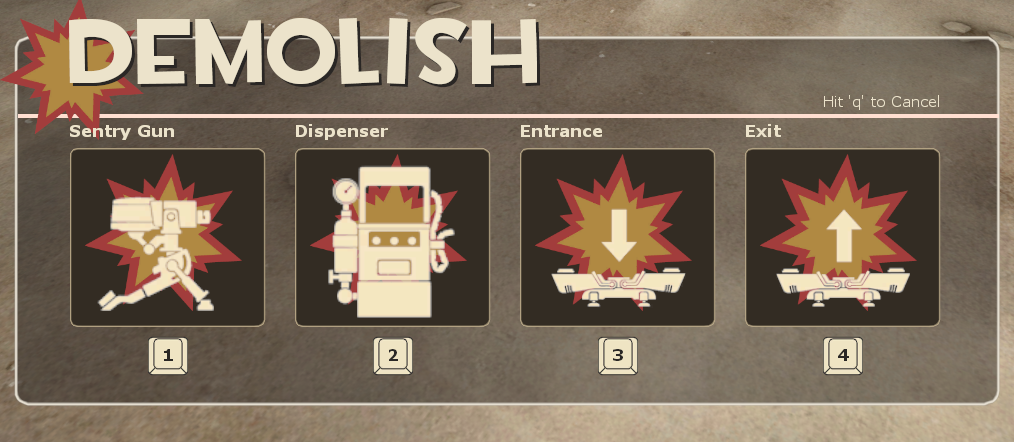 DEMOLISH
Hit 'q' to Cancel
Sentry Gun
Dispenser
Entrance
Exit
1
2
3
4